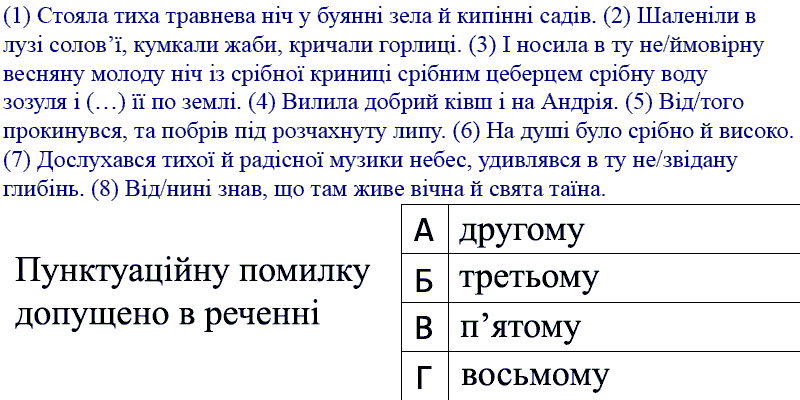 (1) Стояла тиха травнева ніч у буянні зела й кипінні садів. (2) Шаленіли в
лузі солов’ї, кумкали жаби, кричали горлиці. (3) І носила в ту не/ймовірну
весняну молоду ніч із срібної криниці срібним цеберцем срібну воду
зозуля і (…) її по землі. (4) Вилила добрий ківш і на Андрія. (5) Від/того
прокинувся, та побрів під розчахнуту липу. (6) На душі було срібно й високо.
(7) Дослухався тихої й радісної музики небес, удивлявся в ту не/звідану
глибінь. (8) Від/нині знав, що там живе вічна й свята таїна.
Пунктуаційну помилку
допущено в реченні
А другому
Б третьому
В п’ятому
Г восьмому